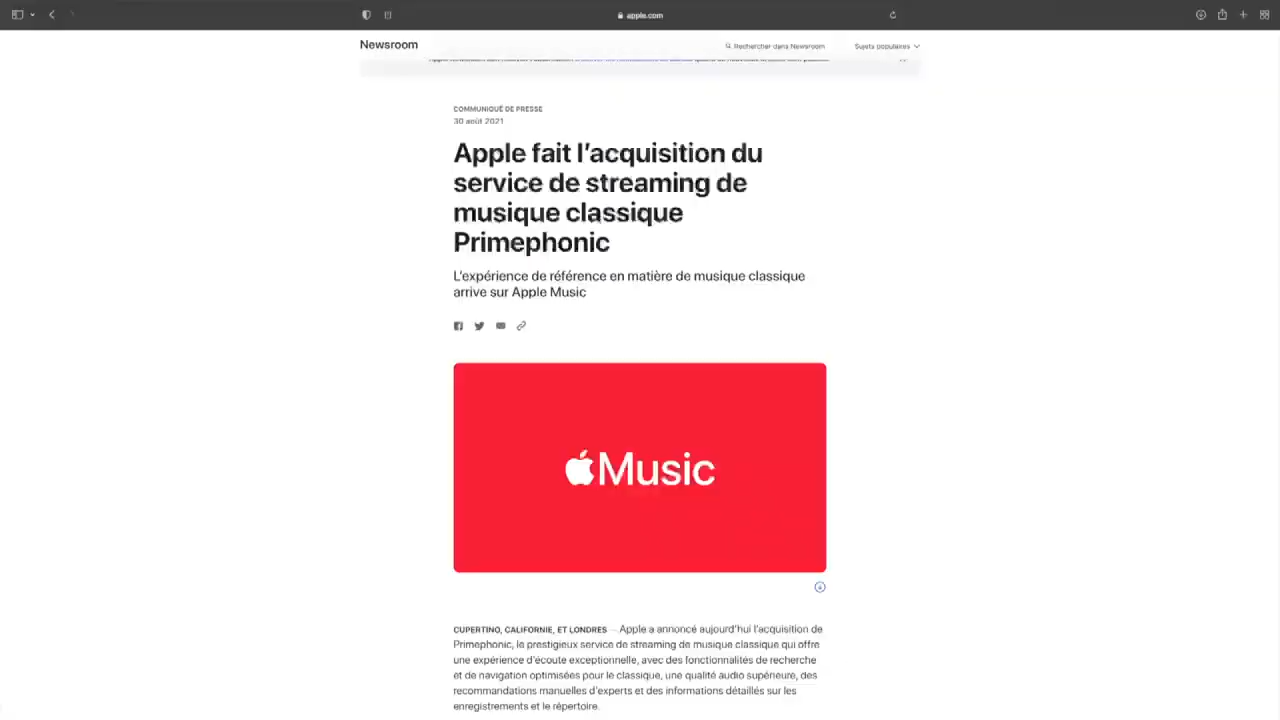 apple.com
Newsroom
Rechercher dans Newsroom
Sujets populaires
COMMUNIQUÉ DE PRESSE
30 août 2021
Apple fait l'acquisition du
service de streaming de
musique classique
Primephonic
L'expérience de référence en matière de musique classique
arrive sur Apple Music
Music
CUPERTINO, CALIFORNIE, ET LONDRES — Apple a annoncé aujourd'hui l'acquisition de
Primephonic, le prestigieux service de streaming de musique classique qui offre
une expérience d'écoute exceptionnelle, avec des fonctionnalités de recherche
et de navigation optimisées pour le classique, une qualité audio supérieure, des
recommandations manuelles d'experts et des informations détaillés sur les
enregistrements et le répertoire.